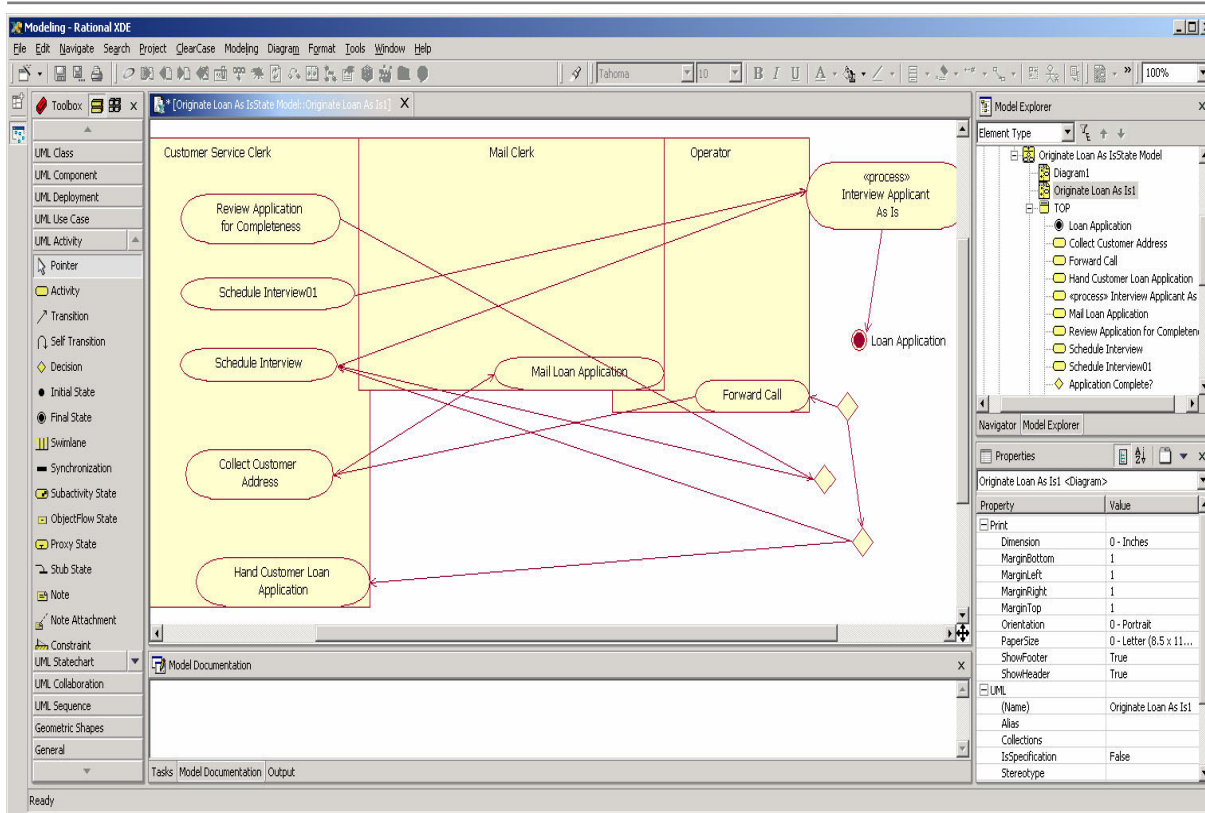 Modeling - Rational XDE
File Edit Navigate Search Project ClearCase Modeling Diagram Format Tools Window Help
Tahoma 10 B I U A » 100%
Toolbox
UML Class
UML Component
UML Deployment
UML Use Case
UML Activity
Pointer
Activity
Transition
Self Transition
Decision
Initial State
Final State
Swimlane
Synchronization
Subactivity State
ObjectFlow State
Proxy State
Stub State
Note
Note Attachment
Constraint
UML Statechart
UML Collaboration
UML Sequence
Geometric Shapes
General
* [Originate Loan As IsState Model::Originate Loan As Is1] X
Customer Service Clerk
Mail Clerk
Operator
Review Application
for Completeness
Schedule Interview01
Schedule Interview
Collect Customer
Address
Hand Customer Loan
Application
Mail Loan Application
Forward Call
«process»
Interview Applicant
As Is
Loan Application
Model Documentation
Tasks Model Documentation Output
Model Explorer
Element Type
Originate Loan As IsState Model
Diagram1
Originate Loan As Is1
TOP
Loan Application
Collect Customer Address
Forward Call
Hand Customer Loan Application
«process» Interview Applicant As
Mail Loan Application
Review Application for Completen
Schedule Interview
Schedule Interview01
Application Complete?
Navigator Model Explorer
Properties
Originate Loan As Is1 <Diagram>
Property Value
Print
Dimension 0 - Inches
MarginBottom 1
MarginLeft 1
MarginRight 1
MarginTop 1
Orientation 0 - Portrait
PaperSize 0 - Letter (8.5 x 11...
ShowFooter True
ShowHeader True
UML
(Name) Originate Loan As Is1
Alias
Collections
IsSpecification False
Stereotype
Ready